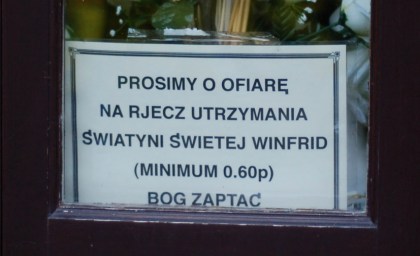 PROSIMY O OFIARĘ
NA RJECZ UTRZYMANIA
ŚWIATYNI ŚWIETEJ WINFRID
(MINIMUM 0.60p)
BOG ZAPTAĆ